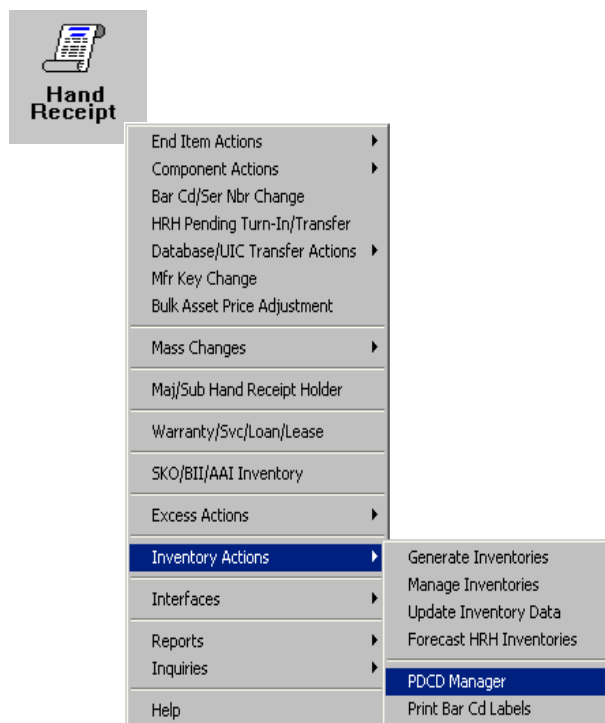 Hand
Receipt
End Item Actions
Component Actions
Bar Cd/Ser Nbr Change
HRH Pending Turn-In/Transfer
Database/UIC Transfer Actions
Mfr Key Change
Bulk Asset Price Adjustment
Mass Changes
Maj/Sub Hand Receipt Holder
Warranty/Svc/Loan/Lease
SKO/BII/AAI Inventory
Excess Actions
Inventory Actions
Interfaces
Reports
Inquiries
Help
Generate Inventories
Manage Inventories
Update Inventory Data
Forecast HRH Inventories
PDCD Manager
Print Bar Cd Labels